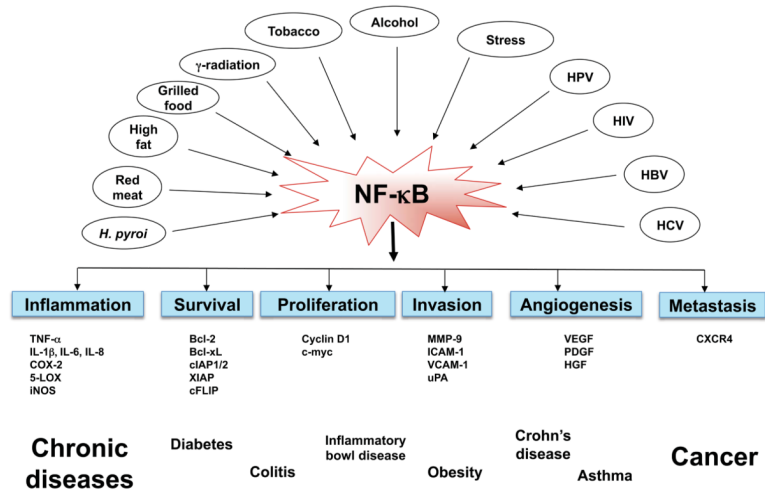 Alcohol
Tobacco
Stress
γ-radiation
HPV
Grilled
food
HIV
High
fat
HBV
Red
meat
HCV
H. pyroi
NF-κB
Inflammation
Survival
Proliferation
Invasion
Angiogenesis
Metastasis
TNF-α
IL-1β, IL-6, IL-8
COX-2
5-LOX
iNOS
Bcl-2
Bcl-xL
cIAP1/2
XIAP
cFLIP
Cyclin D1
c-myc
MMP-9
ICAM-1
VCAM-1
uPA
VEGF
PDGF
HGF
CXCR4
Chronic
diseases
Diabetes
Colitis
Inflammatory
bowl disease
Obesity
Crohn's
disease
Asthma
Cancer